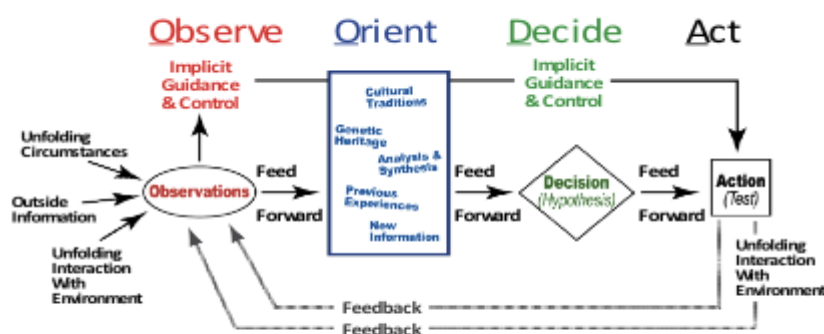 Observe
Orient
Decide
Act
Implicit
Guidance
& Control
Cultural
Traditions
Genetic
Heritage
Analysis &
Synthesis
Previous
Experiences
New
Information
Implicit
Guidance
& Control
Unfolding
Circumstances
Outside
Information
Unfolding
Interaction
With
Environment
Observations
Feed
Forward
Feed
Forward
Decision
(Hypothesis)
Feed
Forward
Action
(Test)
Unfolding
Interaction
With
Environment
Feedback
Feedback